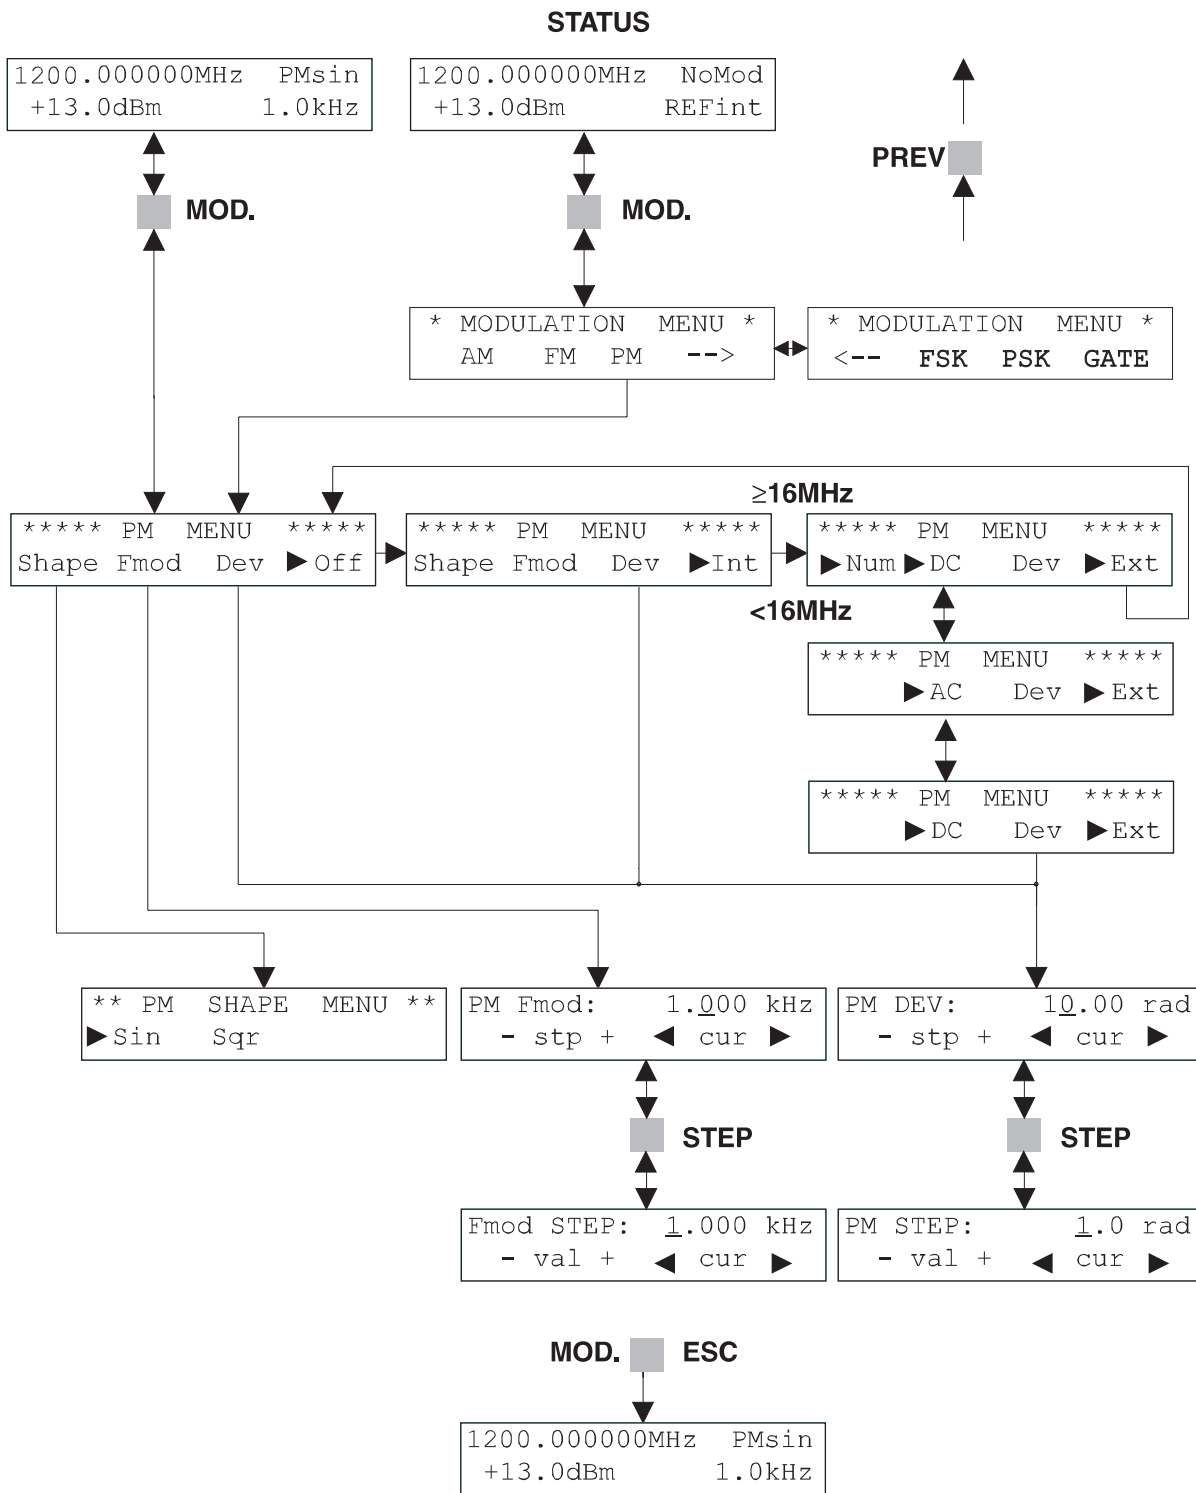 STATUS
1200.000000MHz PMsin
+13.0dBm 1.0kHz
1200.000000MHz NoMod
+13.0dBm REFint
PREV
MOD.
MOD.
* MODULATION MENU *
AM FM PM -->
* MODULATION MENU *
<-- FSK PSK GATE
≥16MHz
***** PM MENU *****
Shape Fmod Dev ▶Off
***** PM MENU *****
Shape Fmod Dev ▶Int
***** PM MENU *****
▶Num ▶DC Dev ▶Ext
<16MHz
***** PM MENU *****
▶AC Dev ▶Ext
***** PM MENU *****
▶DC Dev ▶Ext
** PM SHAPE MENU **
▶Sin Sqr
PM Fmod: 1.000 kHz
- stp + ◀ cur ▶
PM DEV: 10.00 rad
- stp + ◀ cur ▶
STEP
STEP
Fmod STEP: 1.000 kHz
- val + ◀ cur ▶
PM STEP: 1.0 rad
- val + ◀ cur ▶
MOD. ESC
1200.000000MHz PMsin
+13.0dBm 1.0kHz